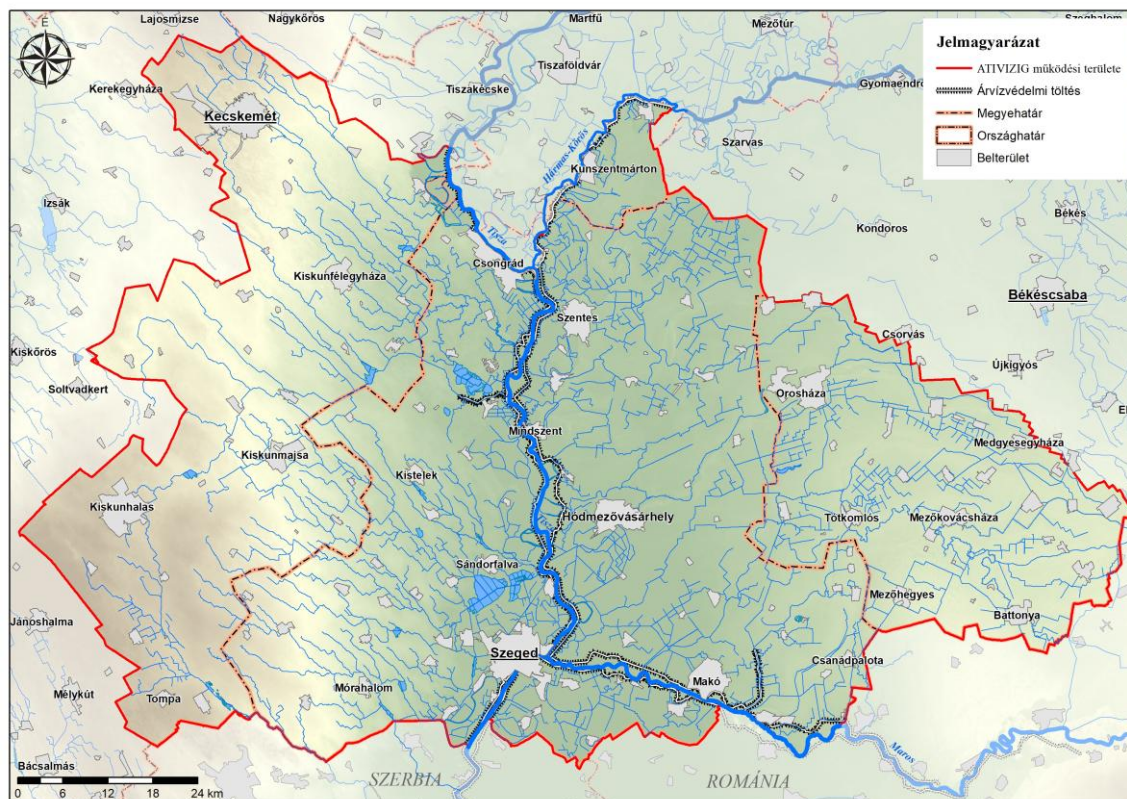 É
Lajosmizse
Nagykőrös
Martfű
Mezőtúr
Szeghalom
Jelmagyarázat
ATIVIZIG működési területe
Árvízvédelmi töltés
Megyehatár
Országhatár
Belterület
Tiszaföldvár
Kerekegyháza
Tiszakécske
Gyomaendrő
Kecskemét
Szarvas
Hármas-Körös
Kunszentmárton
Izsák
Békés
Kondoros
Tisza
Csongrád
Kiskunfélegyháza
Békéscsaba
Szentes
Csorvás
Kiskőrös
Újkígyós
Soltvadkert
Orosháza
Mindszent
Medgyesegyháza
Kiskunmajsa
Kistelek
Kiskunhalas
Hódmezővásárhely
Tótkomlós
Mezőkovácsháza
Sándorfalva
Mezőhegyes
Jánoshalma
Battonya
Szeged
Csanádpalota
Makó
Mélykút
Tompa
Mórahalom
Maros
Bácsalmás
SZERBIA
ROMÁNIA
0 6 12 18 24 km